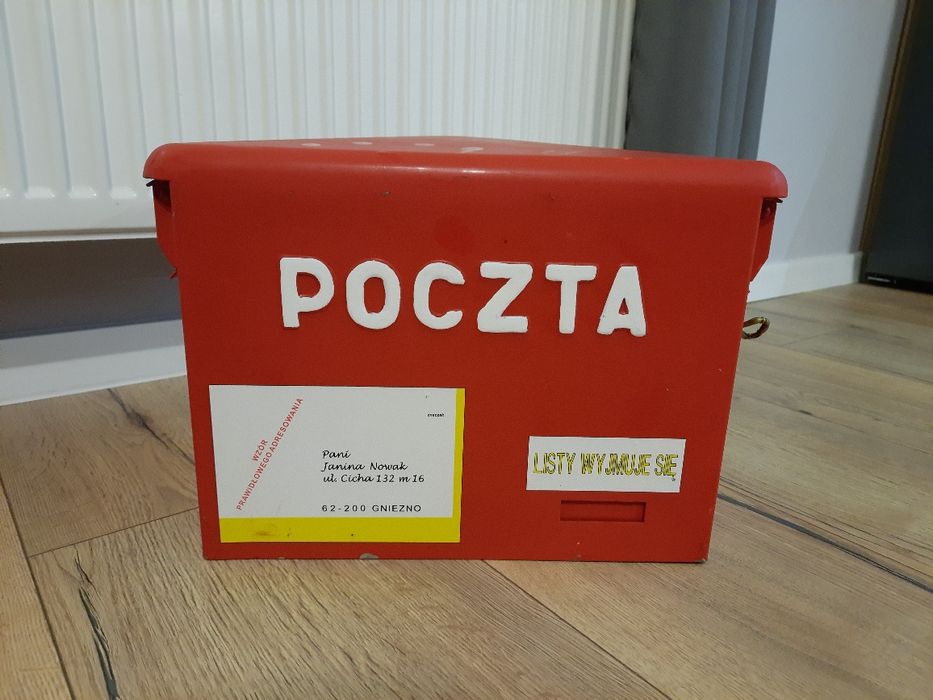 POCZTA
WZÓR
PRAWIDŁOWEGO ADRESOWANIA
Pani
Janina Nowak
ul. Cicha 132 m 16
62-200 GNIEZNO
LISTY WYJMUJE SIĘ